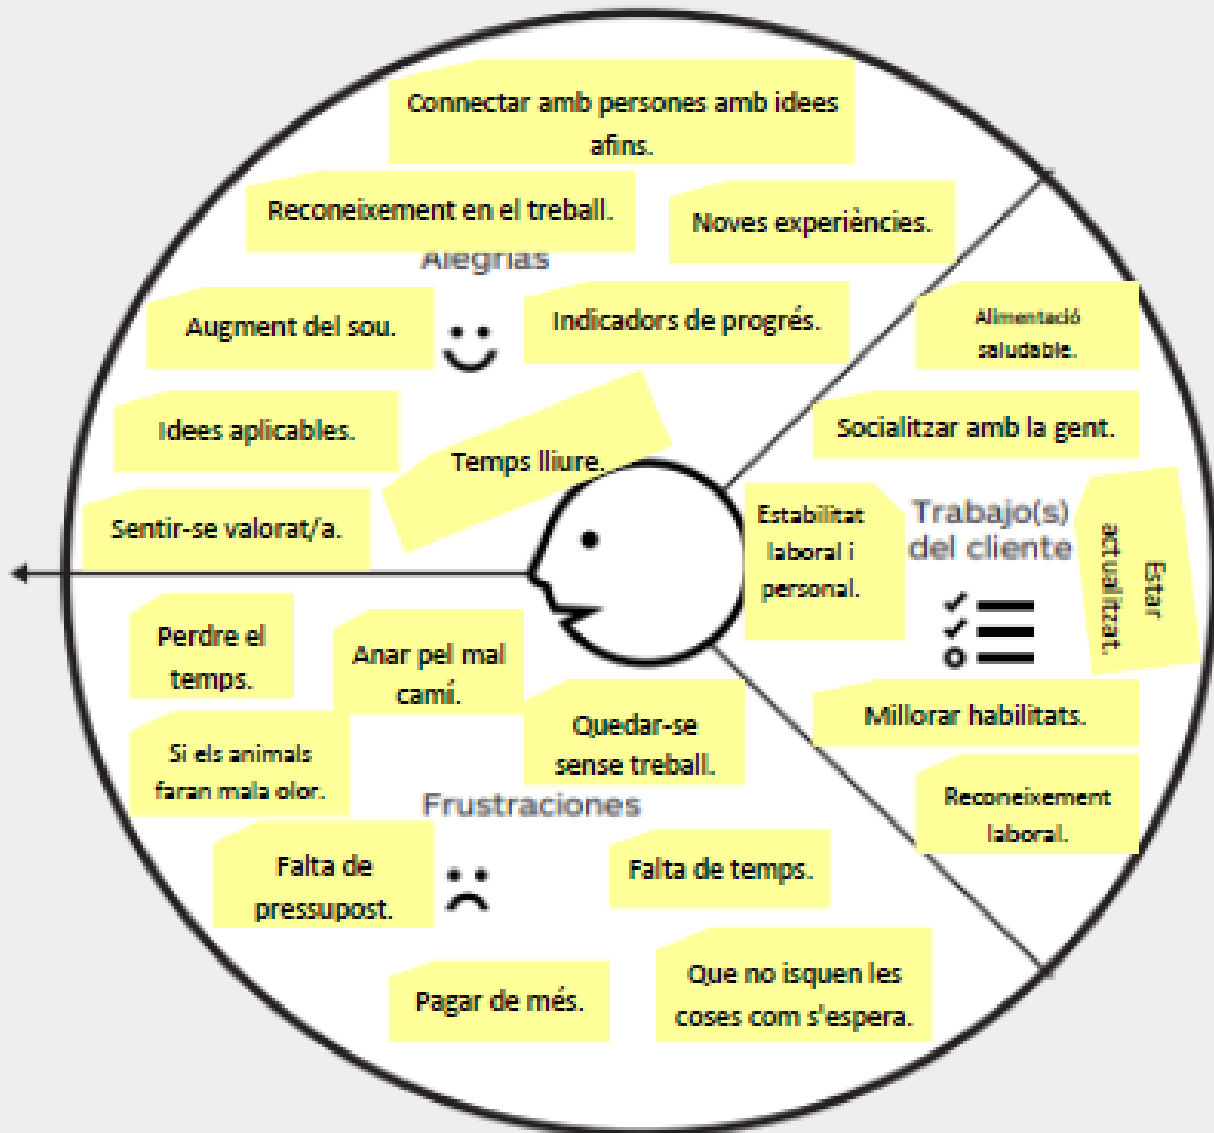 Connectar amb persones amb idees
afins.
Reconeixement en el treball.
Noves experiències.
Alegrías
Augment del sou.
Indicadors de progrés.
Idees aplicables.
Temps lliure.
Sentir-se valorat/a.
Alimentació
saludable.
Socialitzar amb la gent.
Estabilitat
laboral i
personal.
Trabajo(s)
del cliente
Estar
actualitzat.
Millorar habilitats.
Reconeixement
laboral.
Perdre el
temps.
Anar pel mal
camí.
Si els animals
faran mala olor.
Quedar-se
sense treball.
Frustraciones
Falta de
pressupost.
Falta de temps.
Pagar de més.
Que no isquen les
coses com s'espera.